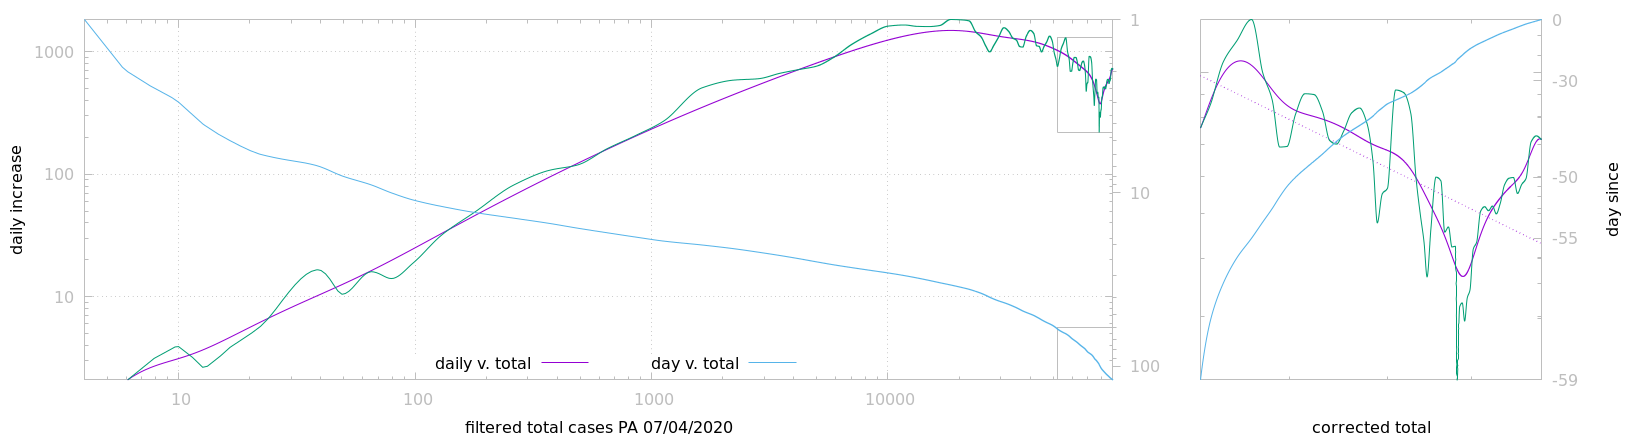 1000
100
10
daily increase
10
100
1000
10000
filtered total cases PA 07/04/2020
daily v. total
day v. total
1
10
100
0
-30
-50
-55
-59
day since
corrected total